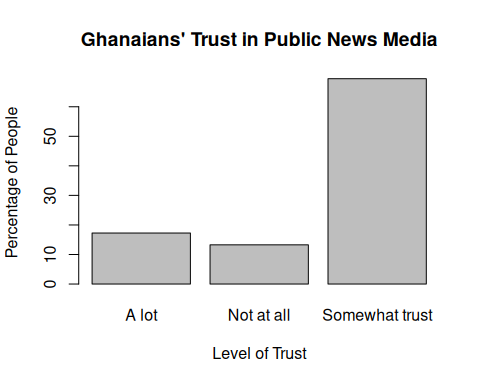 Ghanaians' Trust in Public News Media
Percentage of People
50
30
10
0
A lot
Not at all
Somewhat trust
Level of Trust